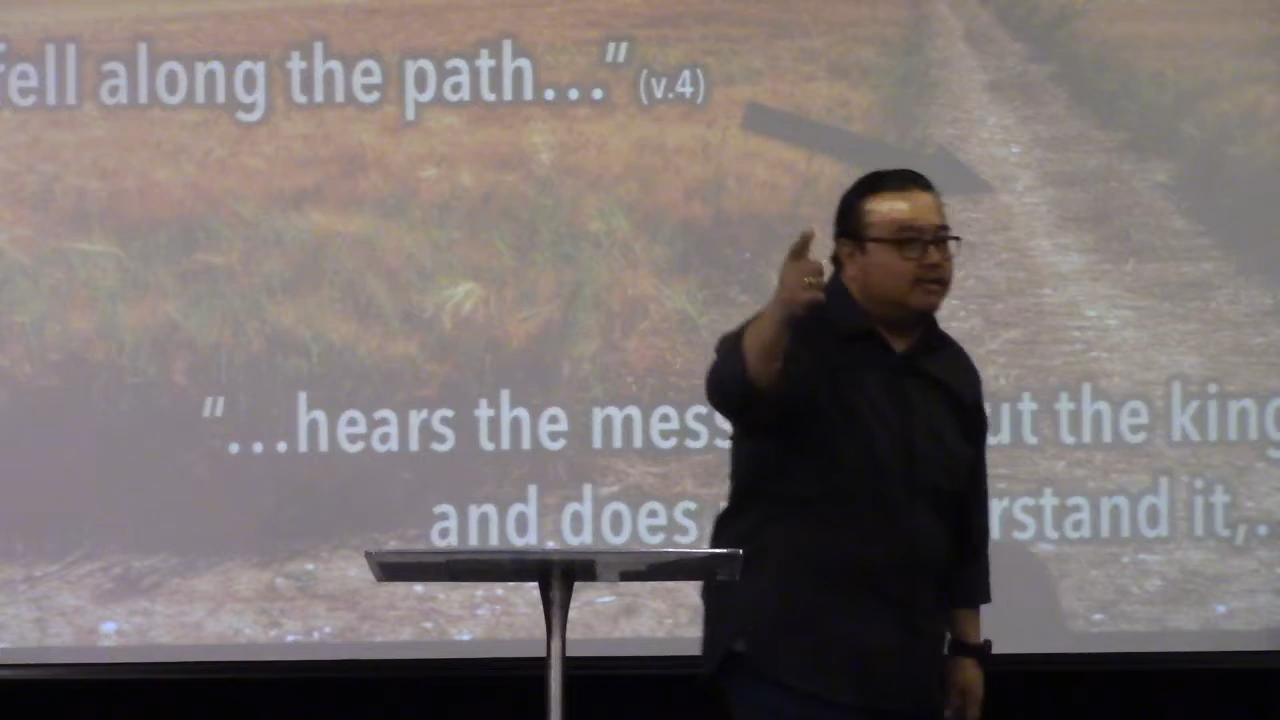 fell along the path…" (v.4)
"…hears the mess ut the king
and does rstand it,.